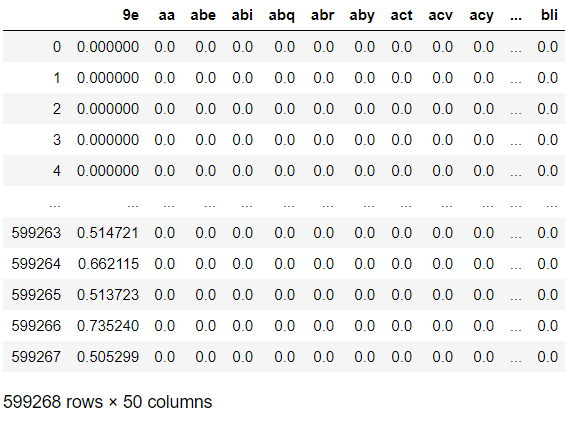 9e aa abe abi abq abr aby act acv acy ... bli
0 0.000000 0.0 0.0 0.0 0.0 0.0 0.0 0.0 0.0 0.0 ... 0.0
1 0.000000 0.0 0.0 0.0 0.0 0.0 0.0 0.0 0.0 0.0 ... 0.0
2 0.000000 0.0 0.0 0.0 0.0 0.0 0.0 0.0 0.0 0.0 ... 0.0
3 0.000000 0.0 0.0 0.0 0.0 0.0 0.0 0.0 0.0 0.0 ... 0.0
4 0.000000 0.0 0.0 0.0 0.0 0.0 0.0 0.0 0.0 0.0 ... 0.0
... ... ... ... ... ... ... ... ... ... ... ... ...
599263 0.514721 0.0 0.0 0.0 0.0 0.0 0.0 0.0 0.0 0.0 ... 0.0
599264 0.662115 0.0 0.0 0.0 0.0 0.0 0.0 0.0 0.0 0.0 ... 0.0
599265 0.513723 0.0 0.0 0.0 0.0 0.0 0.0 0.0 0.0 0.0 ... 0.0
599266 0.735240 0.0 0.0 0.0 0.0 0.0 0.0 0.0 0.0 0.0 ... 0.0
599267 0.505299 0.0 0.0 0.0 0.0 0.0 0.0 0.0 0.0 0.0 ... 0.0
599268 rows × 50 columns